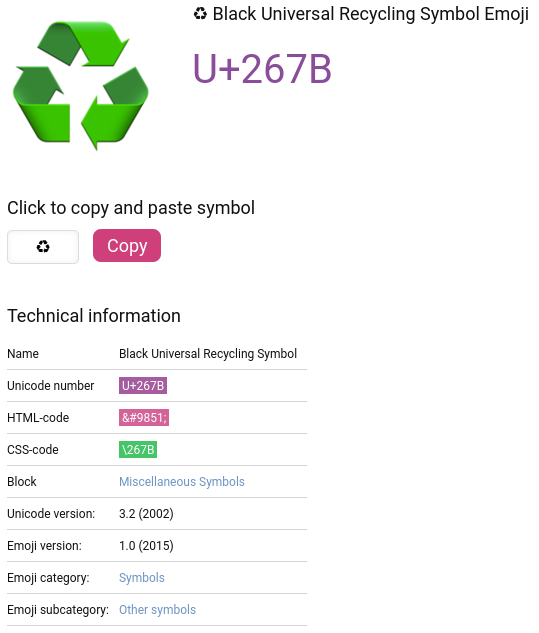 ♻ Black Universal Recycling Symbol Emoji
U+267B
Click to copy and paste symbol
♻ Copy
Technical information
Name Black Universal Recycling Symbol
Unicode number U+267B
HTML-code &#9851;
CSS-code \267B
Block Miscellaneous Symbols
Unicode version: 3.2 (2002)
Emoji version: 1.0 (2015)
Emoji category: Symbols
Emoji subcategory: Other symbols